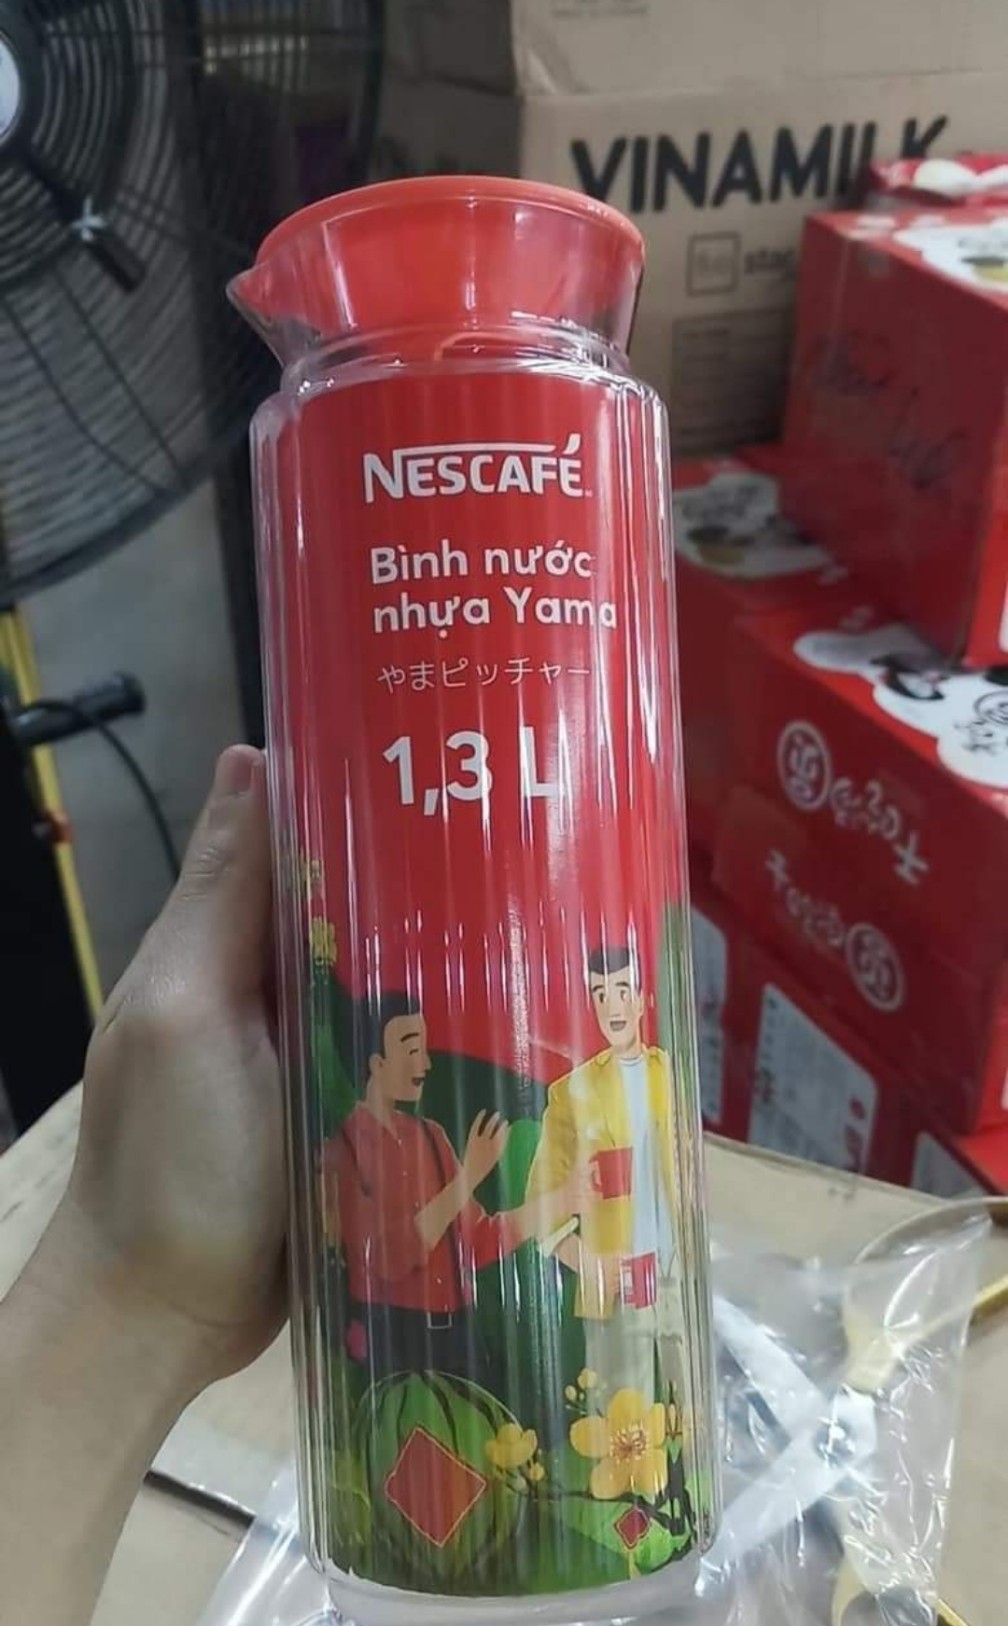 VINAMILK
NESCAFÉ
Bình nước
nhựa Yama
やまピッチャー
1,3 L